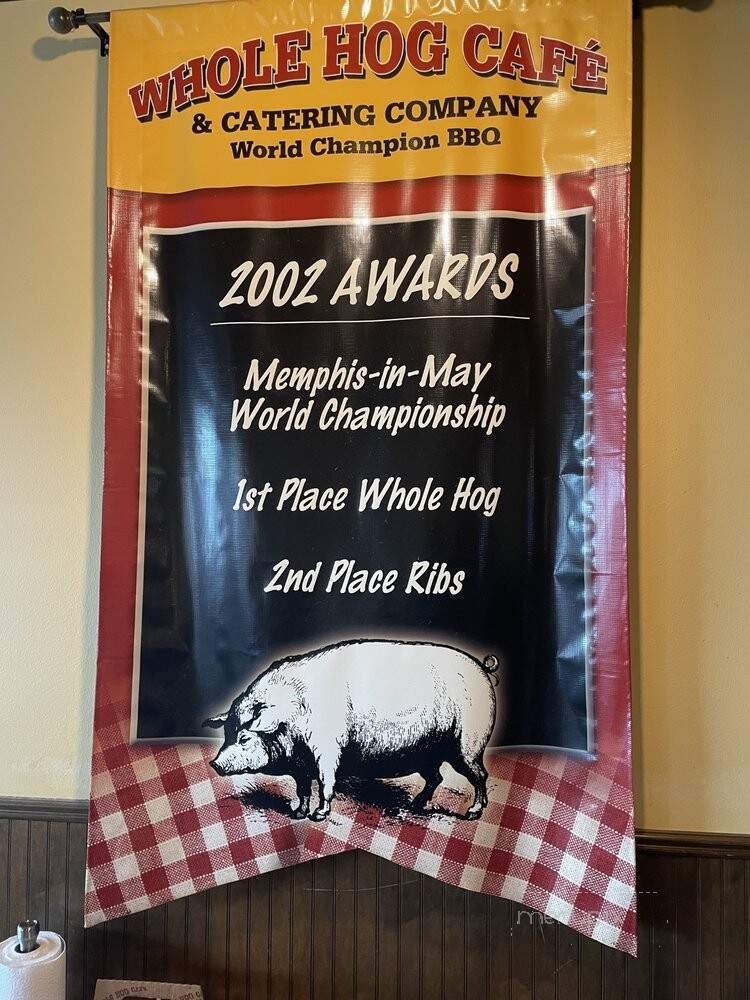 WHOLE HOG CAFÉ
& CATERING COMPANY
World Champion BBQ
2002 AWARDS
Memphis-in-May
World Championship
1st Place Whole Hog
2nd Place Ribs